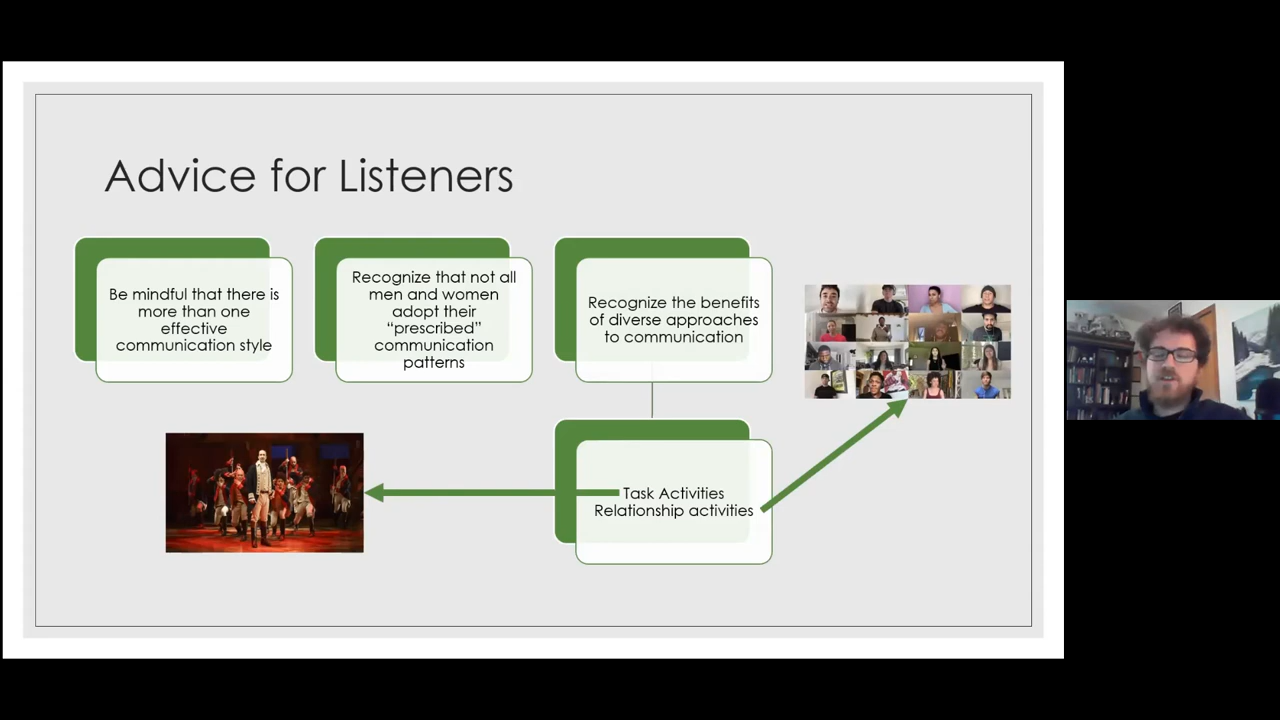 Advice for Listeners
Be mindful that there is
more than one
effective
communication style
Recognize that not all
men and women
adopt their
“prescribed”
communication
patterns
Recognize the benefits
of diverse approaches
to communication
Task Activities
Relationship activities